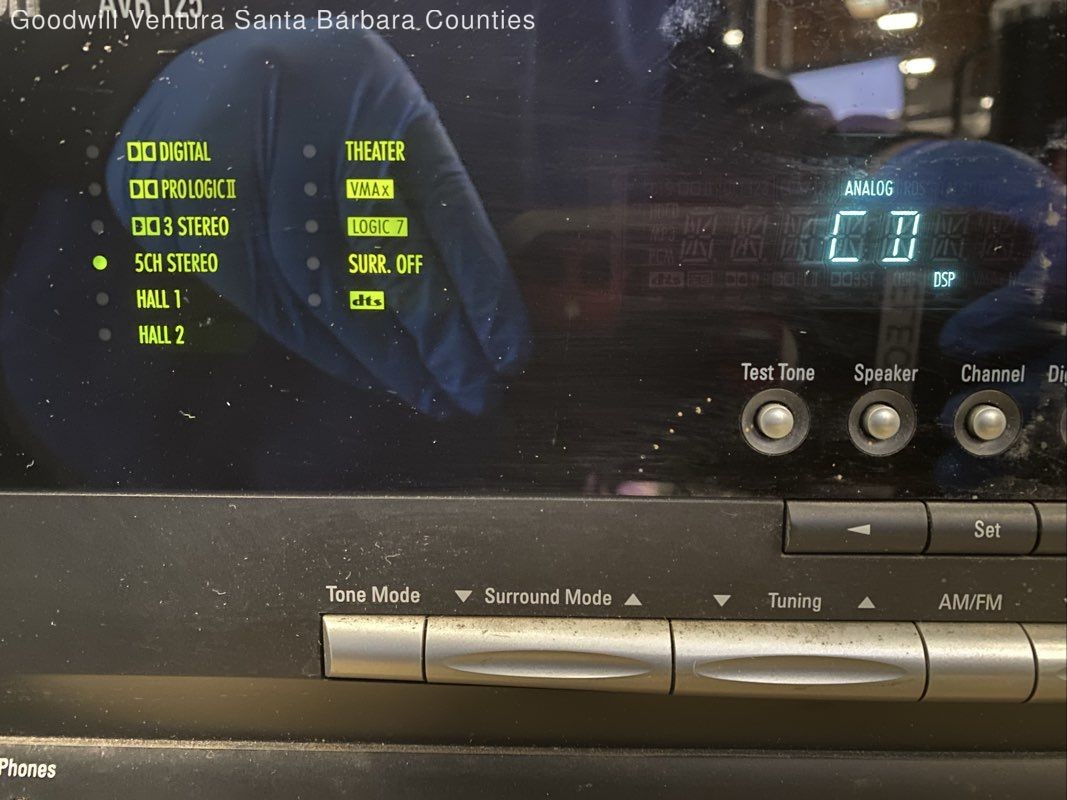 Goodwill Ventura Santa Barbara Counties
AVR 125
DIGITAL
PRO LOGIC II
3 STEREO
5CH STEREO
HALL 1
HALL 2
THEATER
VMAx
LOGIC 7
SURR. OFF
dts
ANALOG
CD
DSP
Test Tone
Speaker
Channel
◄
Set
Tone Mode
▼ Surround Mode ▲
▼ Tuning ▲
AM/FM
Phones